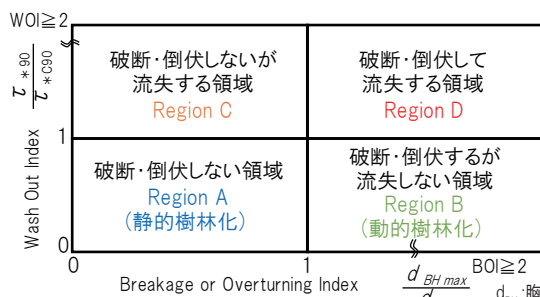 WOI≧2
τ*90
τ*C90
Wash Out Index
1
0
破断・倒伏しないが
流失する領域
Region C
破断・倒伏して
流失する領域
Region D
破断・倒伏しない領域
Region A
(静的樹林化)
破断・倒伏するが
流失しない領域
Region B
(動的樹林化)
0
1
BOI≧2
Breakage or Overturning Index
d BH max
d
:胸